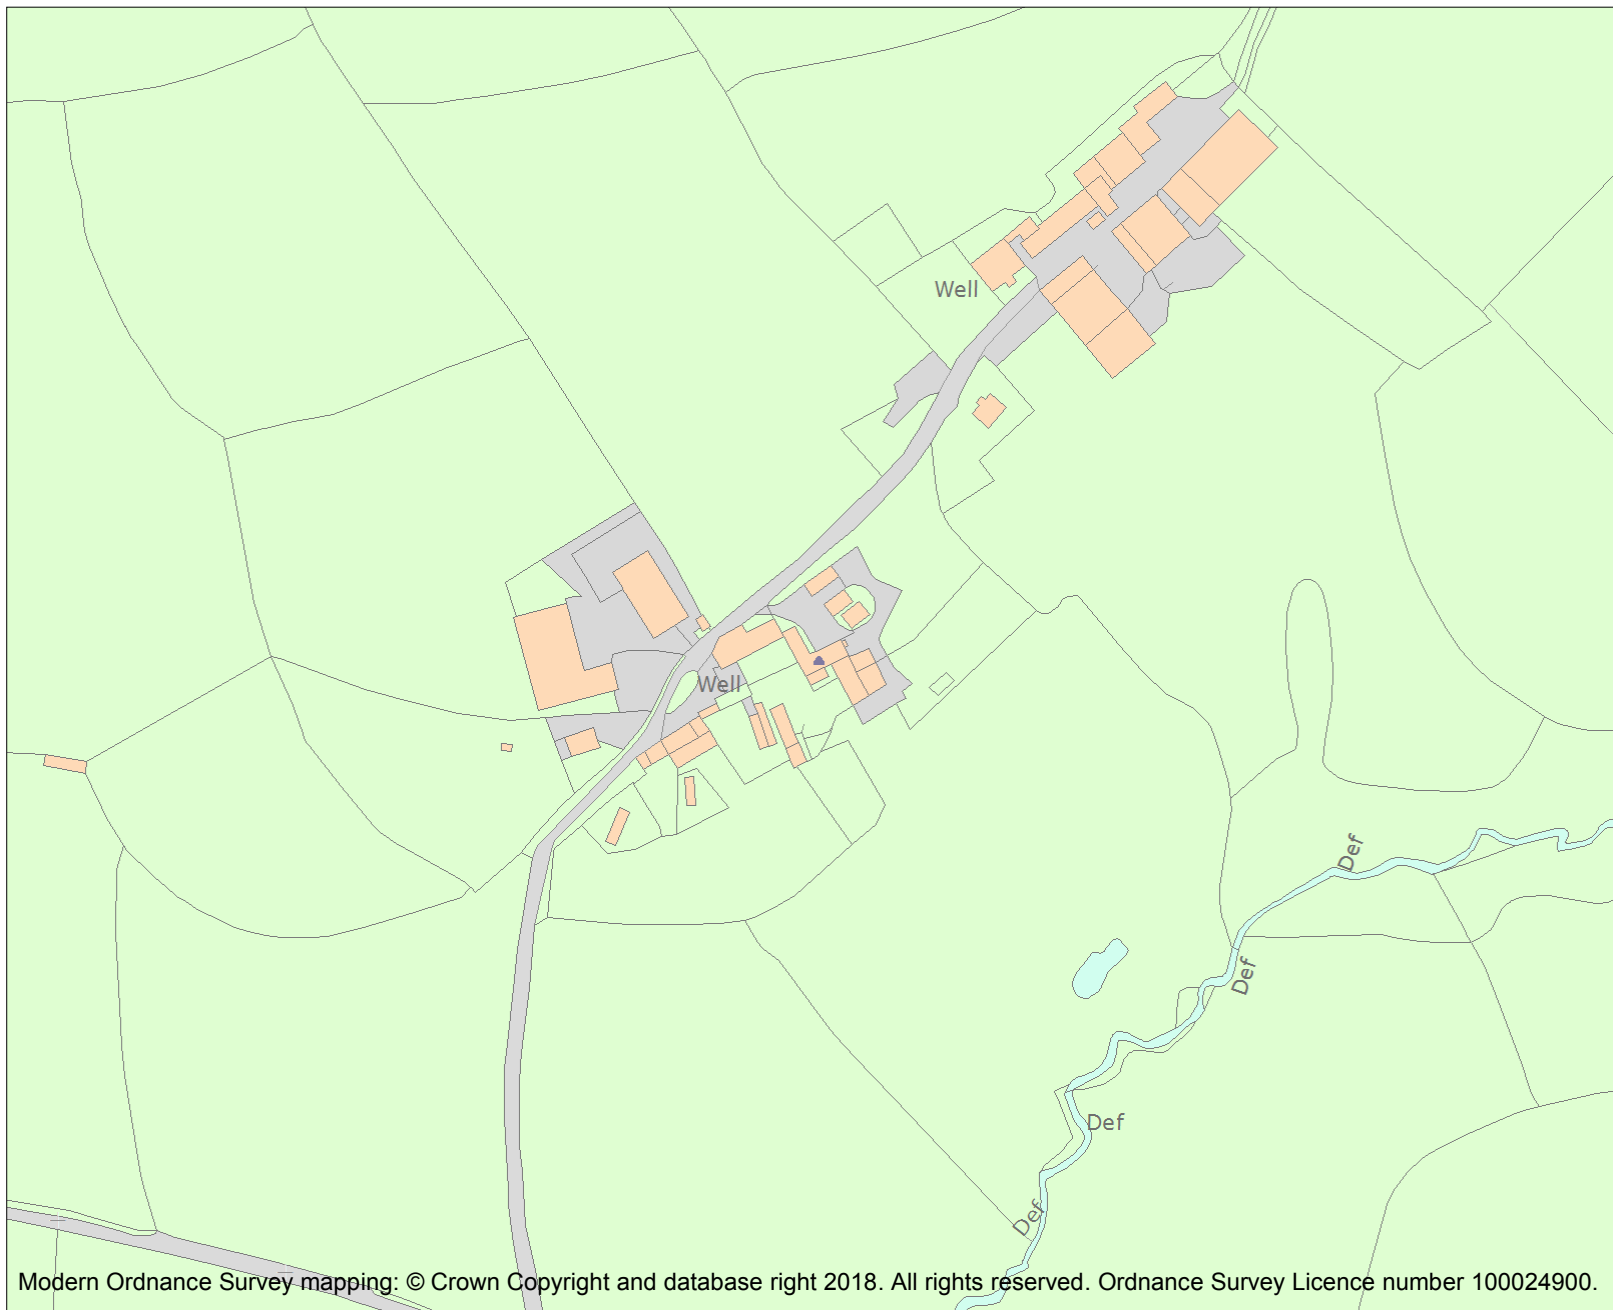 Well
Well
Def
Def
Def
Def
Modern Ordnance Survey mapping: © Crown Copyright and database right 2018. All rights reserved. Ordnance Survey Licence number 100024900.